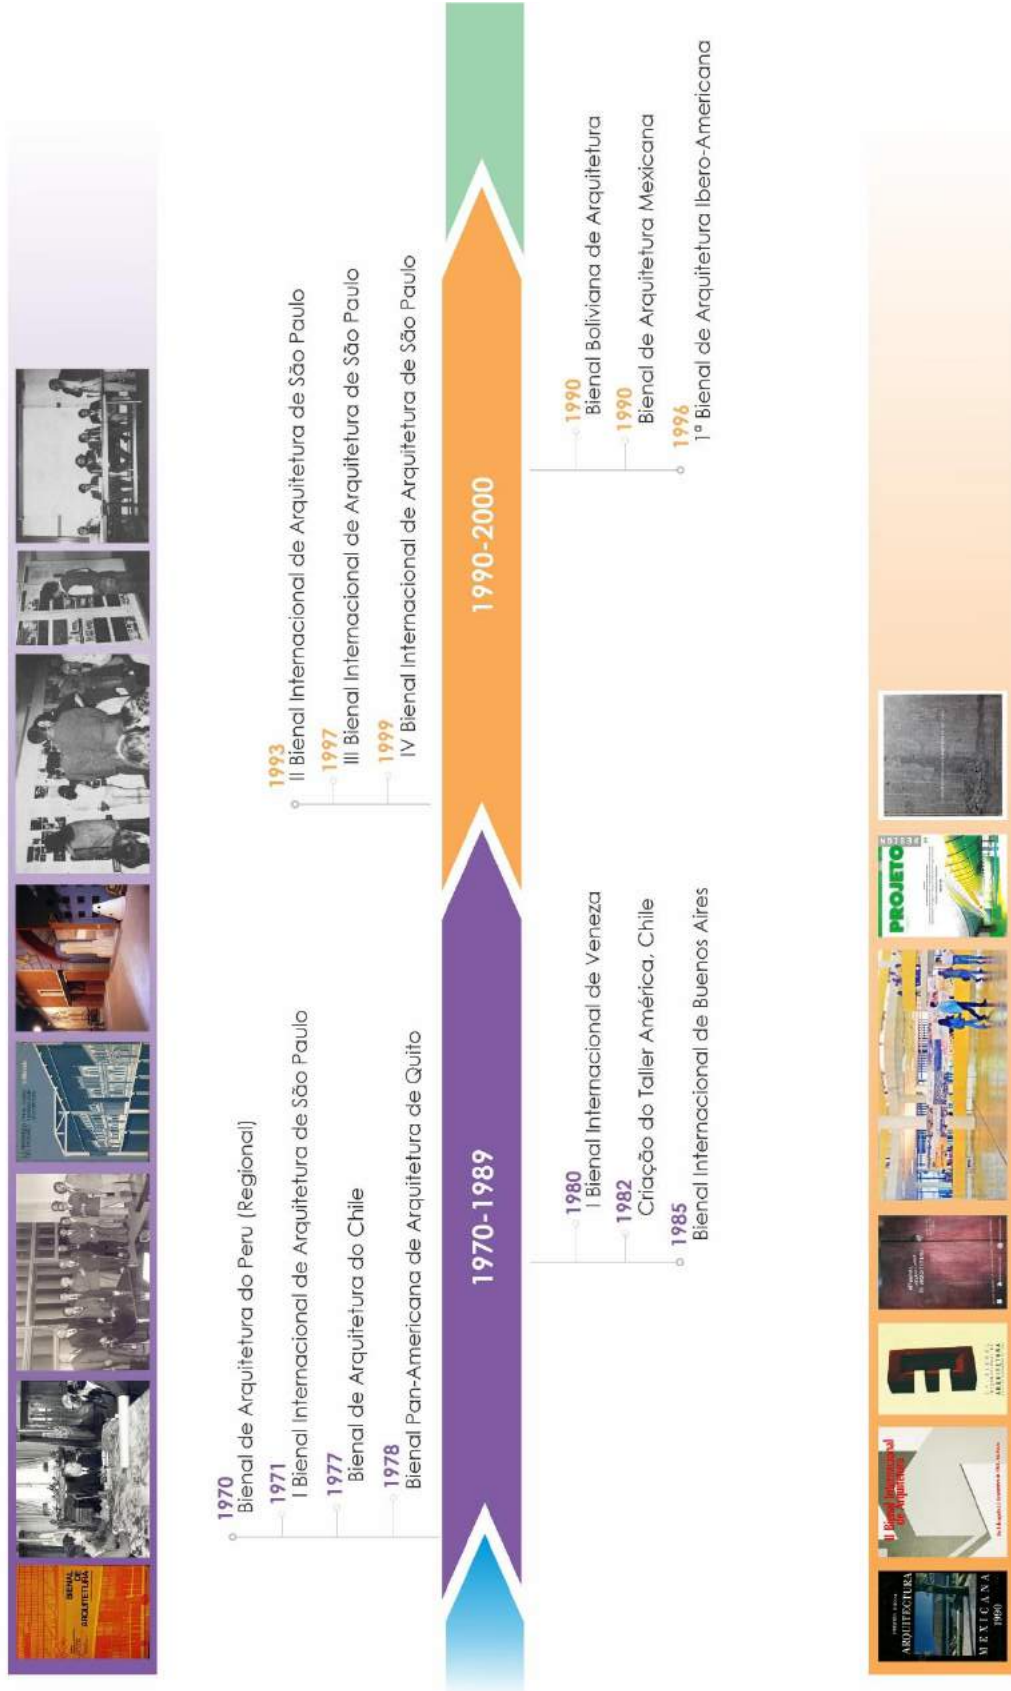 BIENAL
DE
ARQUITETURA
1970
Bienal de Arquitetura do Peru (Regional)
1971
I Bienal Internacional de Arquitetura de São Paulo
1977
Bienal de Arquitetura do Chile
1978
Bienal Pan-Americana de Arquitetura de Quito
1993
II Bienal Internacional de Arquitetura de São Paulo
1997
III Bienal Internacional de Arquitetura de São Paulo
1999
IV Bienal Internacional de Arquitetura de São Paulo
1970-1989
1990-2000
1980
I Bienal Internacional de Veneza
1982
Criação do Taller América, Chile
1985
Bienal Internacional de Buenos Aires
1990
Bienal Boliviana de Arquitetura
1990
Bienal de Arquitetura Mexicana
1996
1ª Bienal de Arquitetura Ibero-Americana
ARQUITECTURA
MEXICANA
1990
II Bienal Internacional
de Arquitetura
ARQUITETURA
PROJETO
DESIGN